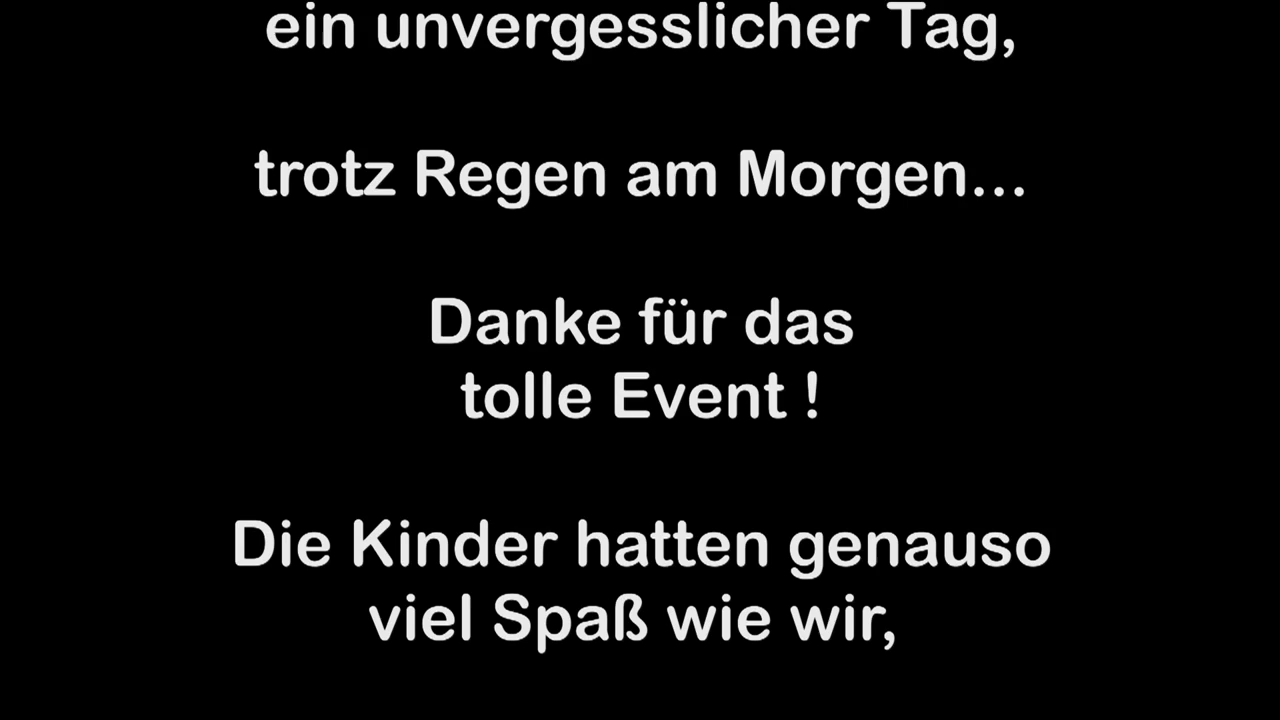 ein unvergesslicher Tag,
trotz Regen am Morgen...
Danke für das
tolle Event !
Die Kinder hatten genauso
viel Spaß wie wir,